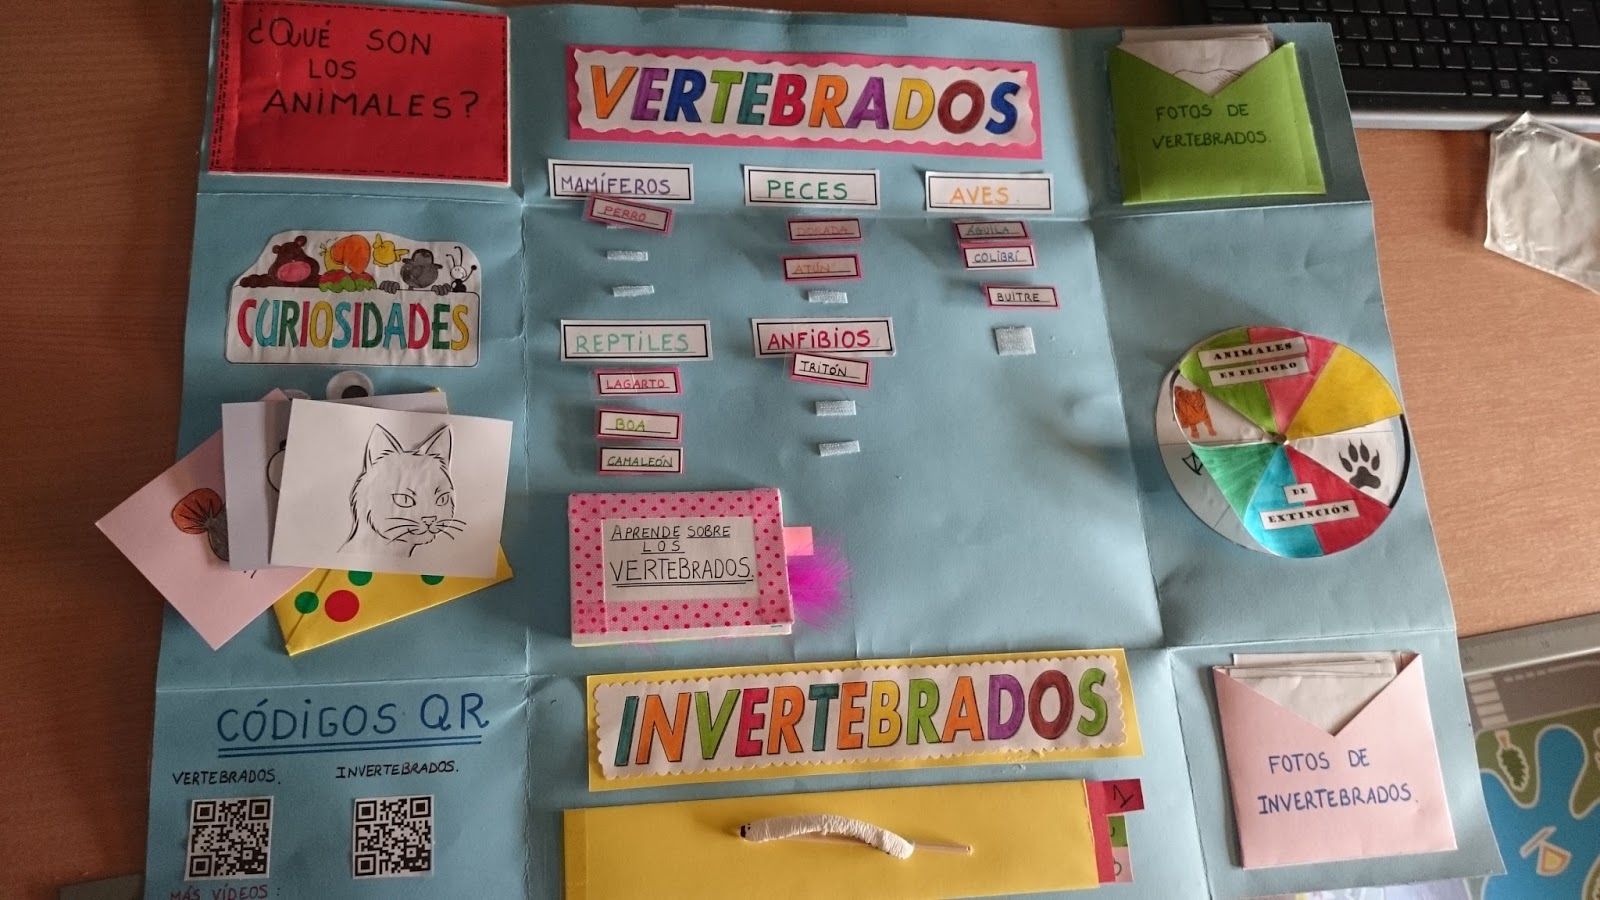 ¿QUÉ SON
LOS
ANIMALES?
VERTEBRADOS
FOTOS DE
VERTEBRADOS.
MAMÍFEROS
PERRO
PECES
DORADA
ATÚN
AVES
ÁGUILA
COLIBRÍ
BUITRE
CURIOSIDADES
REPTILES
LAGARTO
BOA
CAMALEÓN
ANFIBIOS
TRITÓN
ANIMALES
EN PELIGRO
DE
EXTINCIÓN
APRENDE SOBRE
LOS
VERTEBRADOS.
CÓDIGOS QR
VERTEBRADOS.
INVERTEBRADOS.
MÁS VÍDEOS:
INVERTEBRADOS
FOTOS DE
INVERTEBRADOS.